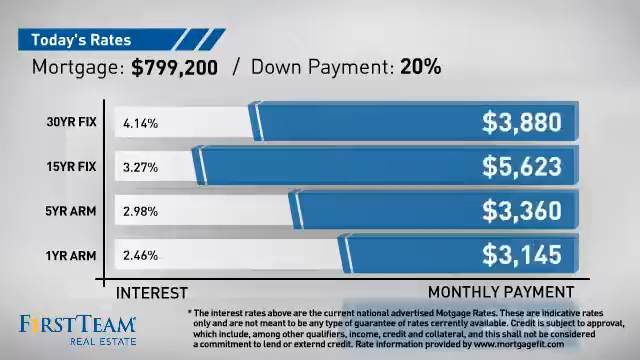 Today's Rates
Mortgage: $799,200 / Down Payment: 20%
30YR FIX 4.14% $3,880
15YR FIX 3.27% $5,623
5YR ARM 2.98% $3,360
1YR ARM 2.46% $3,145
INTEREST MONTHLY PAYMENT
FIRSTTEAM®
REAL ESTATE
* The interest rates above are the current national advertised Motgage Rates. These are indicative rates
only and are not meant to be any type of guarantee of rates cerrently available. Credit is subject to approval,
which include, among other qualifiers, income, credit and collateral, and this shall not be considered
a commitment to lend or externd credit. Rate information provided by www.mortgagefit.com